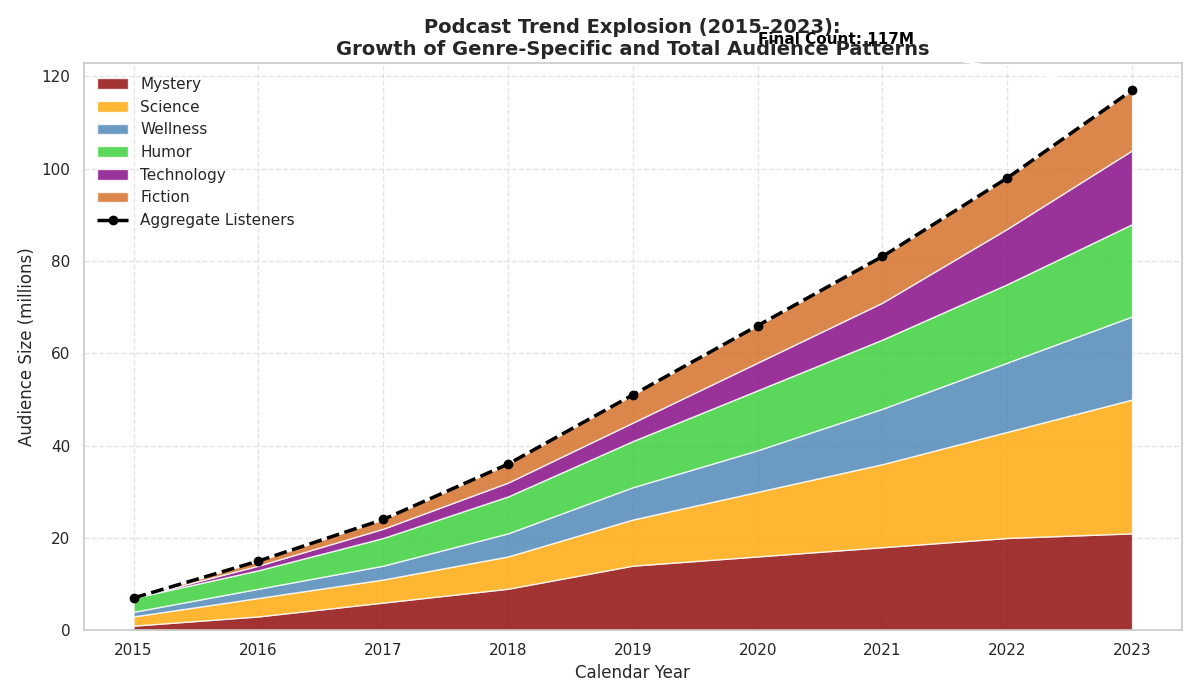 Podcast Trend Explosion (2015-2023):
Growth of Genre-Specific and Total Audience Patterns
Final Count: 117M
Mystery
Science
Wellness
Humor
Technology
Fiction
Aggregate Listeners
Audience Size (millions)
120
100
80
60
40
20
0
2015 2016 2017 2018 2019 2020 2021 2022 2023
Calendar Year